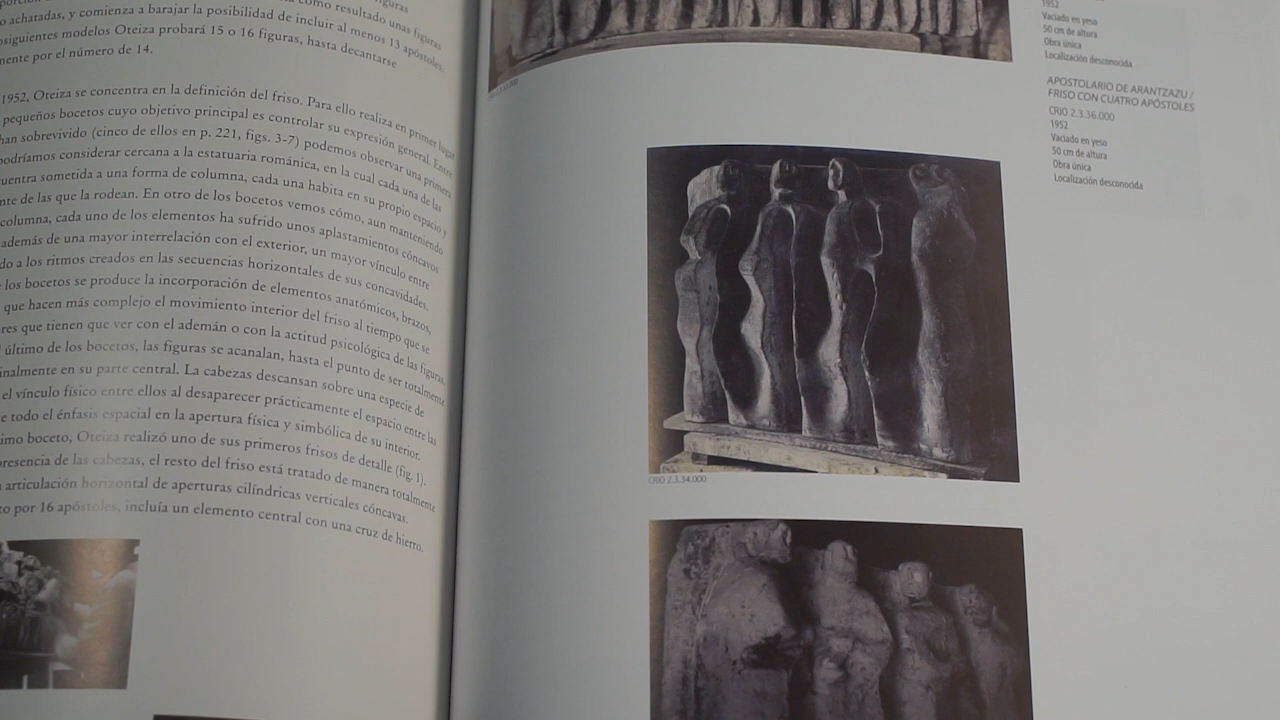 como resultado unas figuras
o achatadas, y comienza a barajar la posibilidad de incluir al menos 13 apóstoles.
siguientes modelos Oteiza probará 15 o 16 figuras, hasta decantarse
mente por el número de 14.
1952, Oteiza se concentra en la definición del friso. Para ello realiza en primer lugar
pequeños bocetos cuyo objetivo principal es controlar su expresión general. Entre
han sobrevivido (cinco de ellos en p. 221, figs. 3-7) podemos observar una primera
podríamos considerar cercana a la estatuaria románica, en la cual cada una de las
uentra sometida a una forma de columna, cada una habita en su propio espacio y
nte de las que la rodean. En otro de los bocetos vemos cómo, aun manteniendo
columna, cada uno de los elementos ha sufrido unos aplastamientos cóncavos
además de una mayor interrelación con el exterior, un mayor vínculo entre
do a los ritmos creados en las secuencias horizontales de sus concavidades.
los bocetos se produce la incorporación de elementos anatómicos, brazos,
que hacen más complejo el movimiento interior del friso al tiempo que se
res que tienen que ver con el ademán o con la actitud psicológica de las figuras.
último de los bocetos, las figuras se acanalan, hasta el punto de ser totalmente
inalmente en su parte central. La cabezas descansan sobre una especie de
el vínculo físico entre ellos al desaparecer prácticamente el espacio entre las
e todo el énfasis espacial en la apertura física y simbólica de su interior.
imo boceto, Oteiza realizó uno de sus primeros frisos de detalle (fig. 1).
presencia de las cabezas, el resto del friso está tratado de manera totalmente
articulación horizontal de aperturas cilíndricas verticales cóncavas.
to por 16 apóstoles, incluía un elemento central con una cruz de hierro.
1952
Vaciado en yeso
50 cm de altura
Obra única
Localización desconocida
APOSTOLARIO DE ARANTZAZU /
FRISO CON CUATRO APÓSTOLES
CRIO 2.3.36.000
1952
Vaciado en yeso
50 cm de altura
Obra única
Localización desconocida
CRIO 2.3.34.000